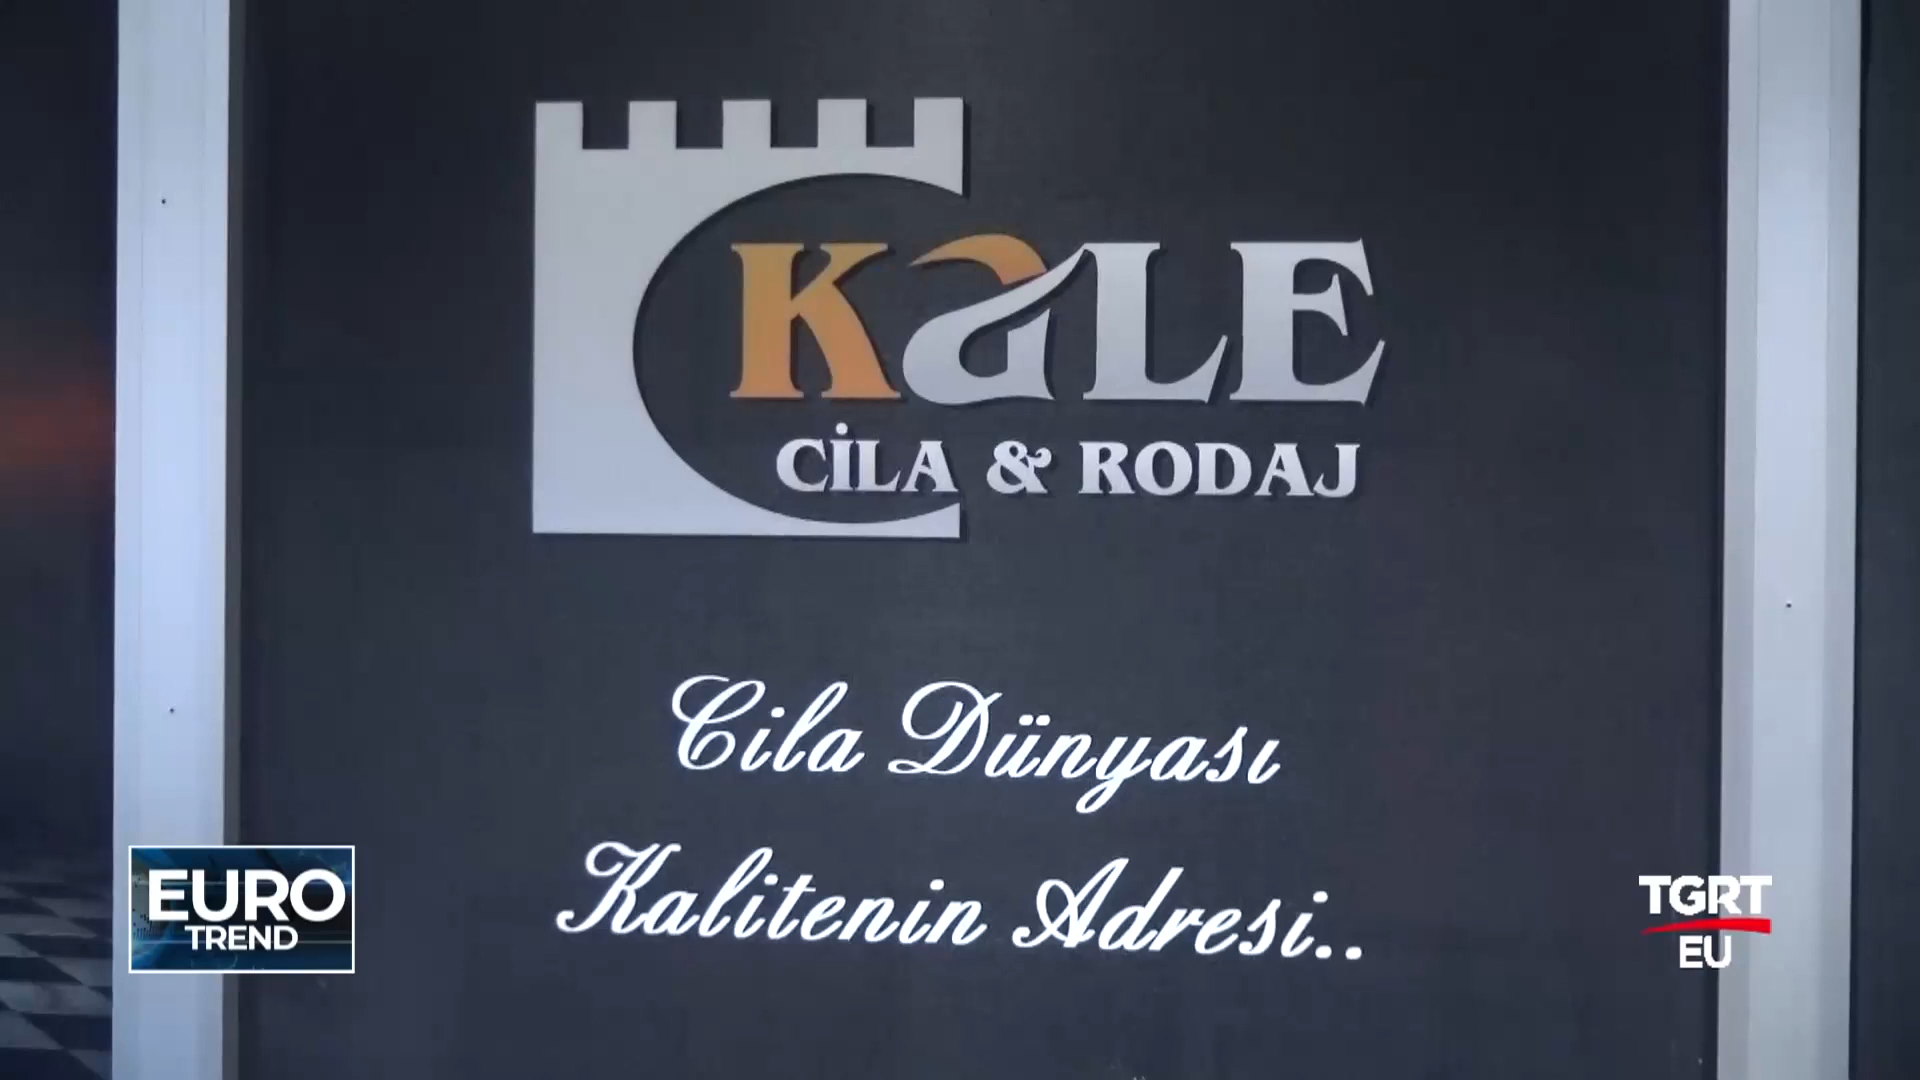 KaLE
CİLA & RODAJ
Cila Dünyası
Kalitenin Adresi..
EURO
TREND
TGRT
EU